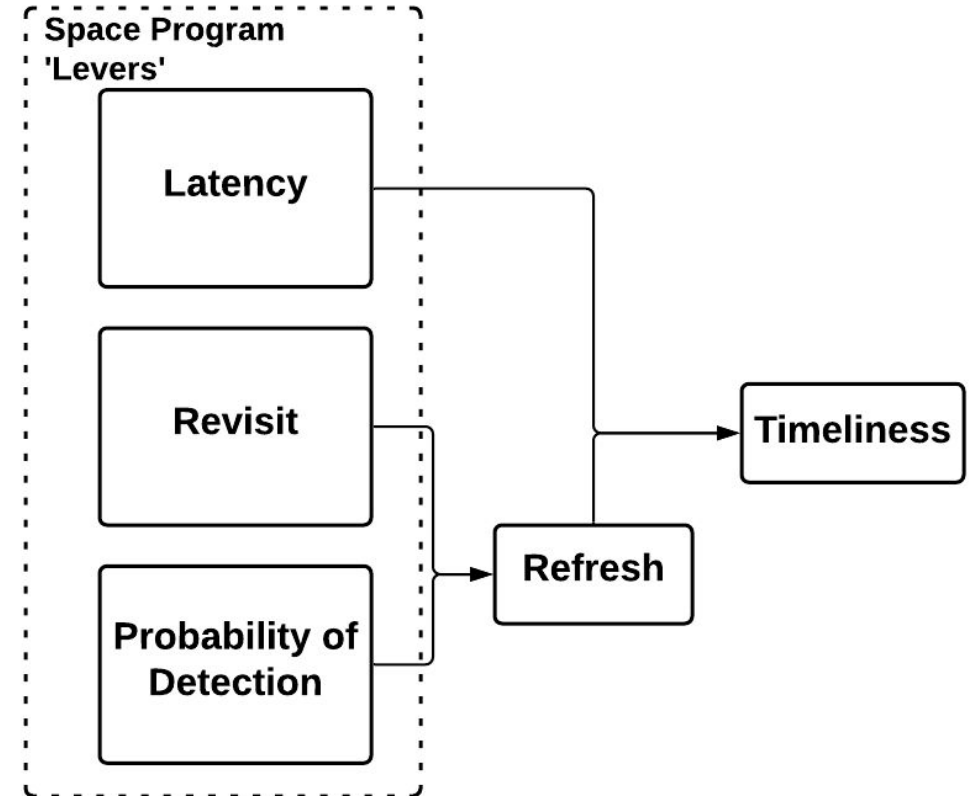 Space Program
'Levers'
Latency
Revisit
Timeliness
Refresh
Probability of
Detection